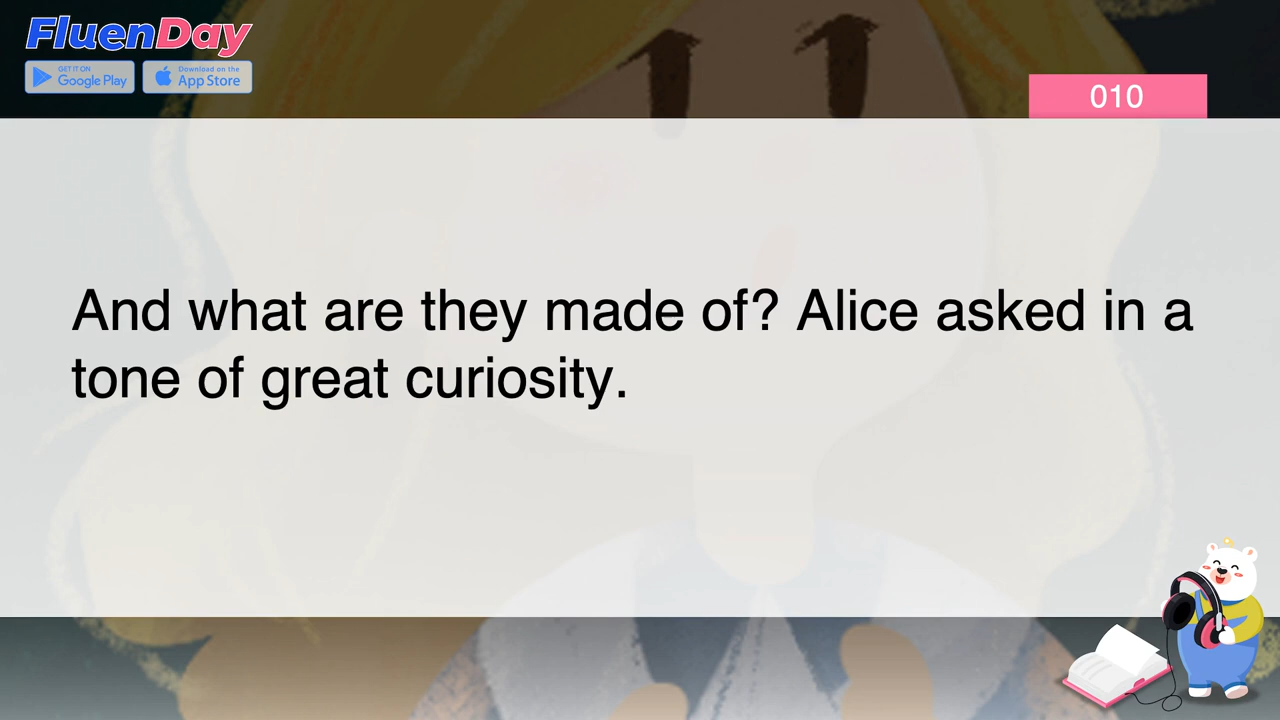 FluenDay
GET IT ON
Google Play
Download on the
App Store
010
And what are they made of? Alice asked in a
tone of great curiosity.